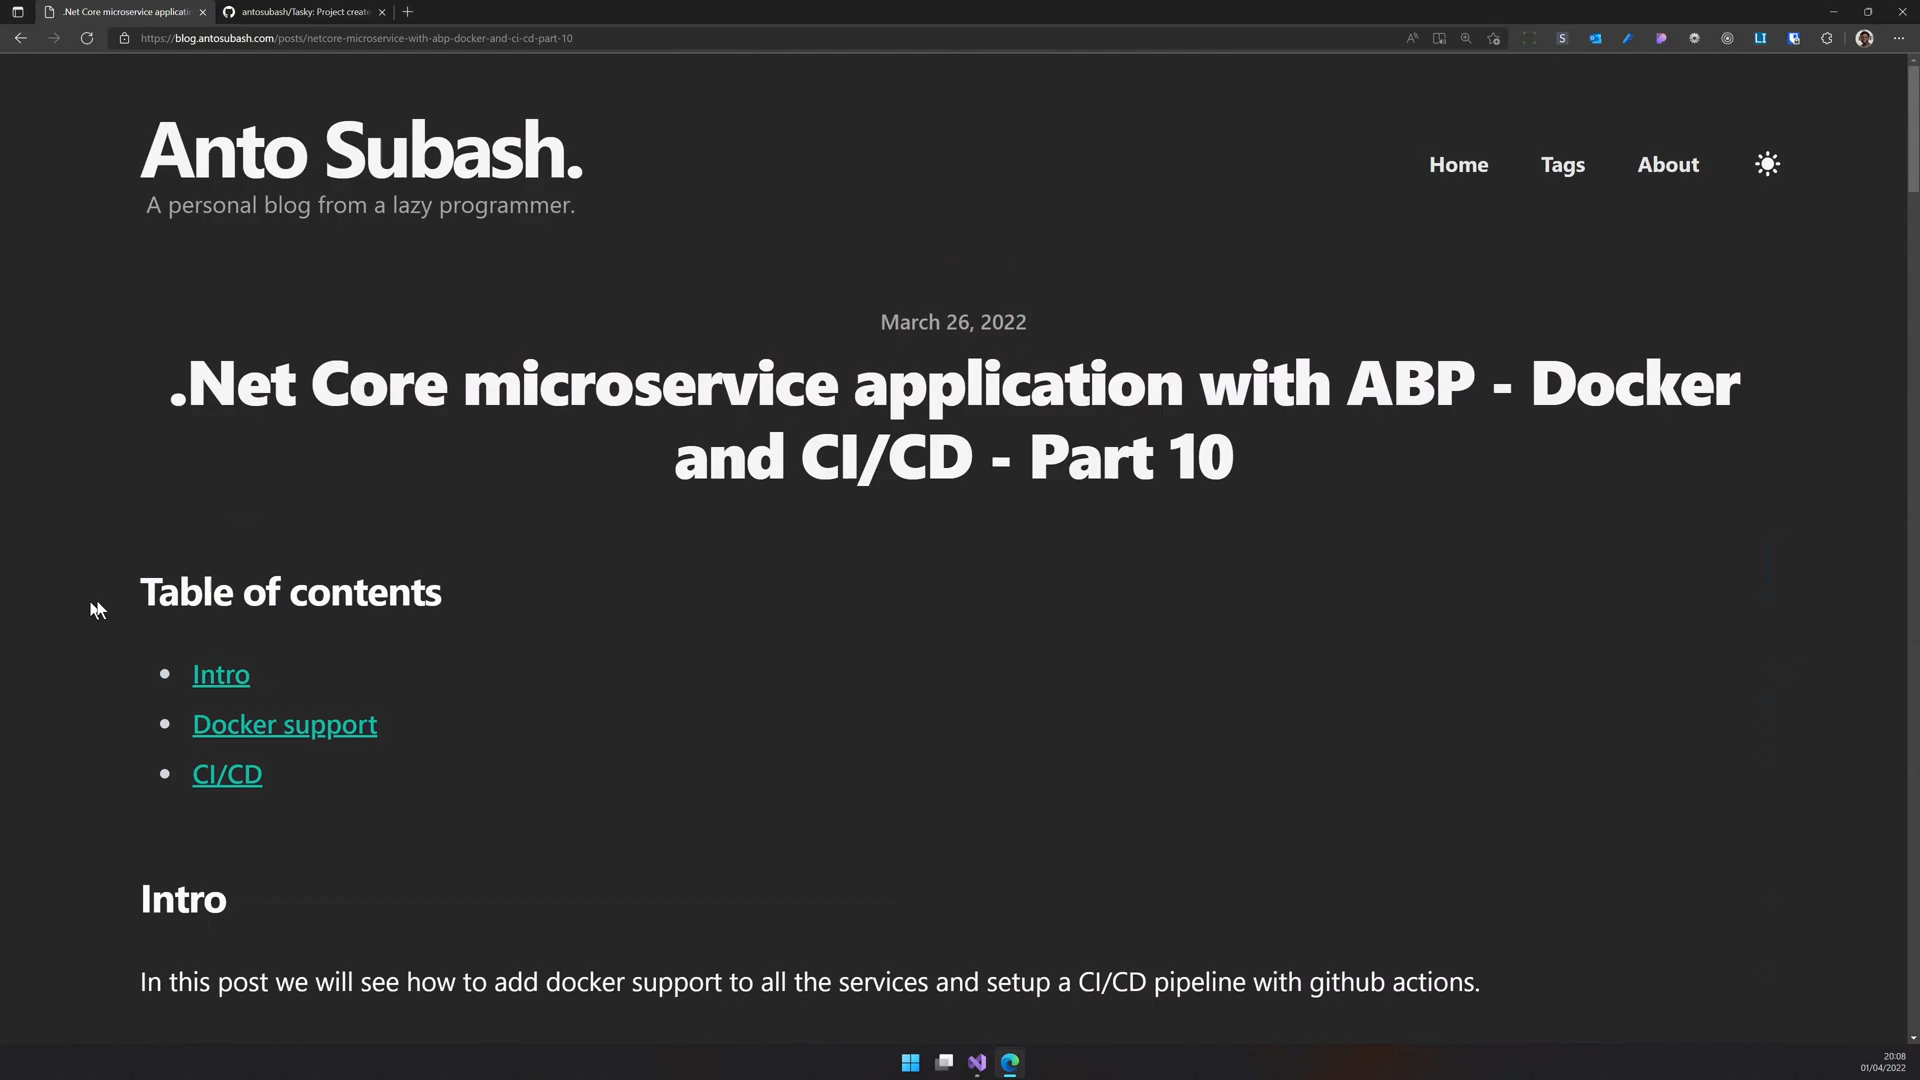 .Net Core microservice applicatio
antosubash/Tasky: Project create
https://blog.antosubash.com/posts/netcore-microservice-with-abp-docker-and-ci-cd-part-10
Anto Subash.
A personal blog from a lazy programmer.
Home Tags About
March 26, 2022
.Net Core microservice application with ABP - Docker
and CI/CD - Part 10
Table of contents
• Intro
• Docker support
• CI/CD
Intro
In this post we will see how to add docker support to all the services and setup a CI/CD pipeline with github actions.
20:08
01/04/2022